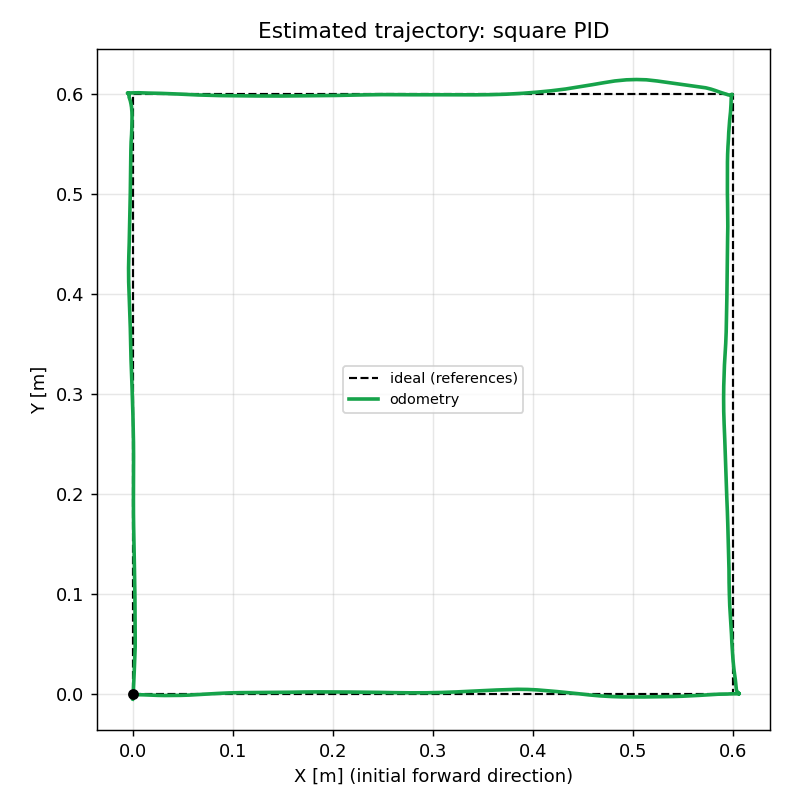 Estimated trajectory: square PID
0.6
0.5
0.4
0.3
0.2
0.1
0.0
Y [m]
ideal (references)
odometry
0.0 0.1 0.2 0.3 0.4 0.5 0.6
X [m] (initial forward direction)